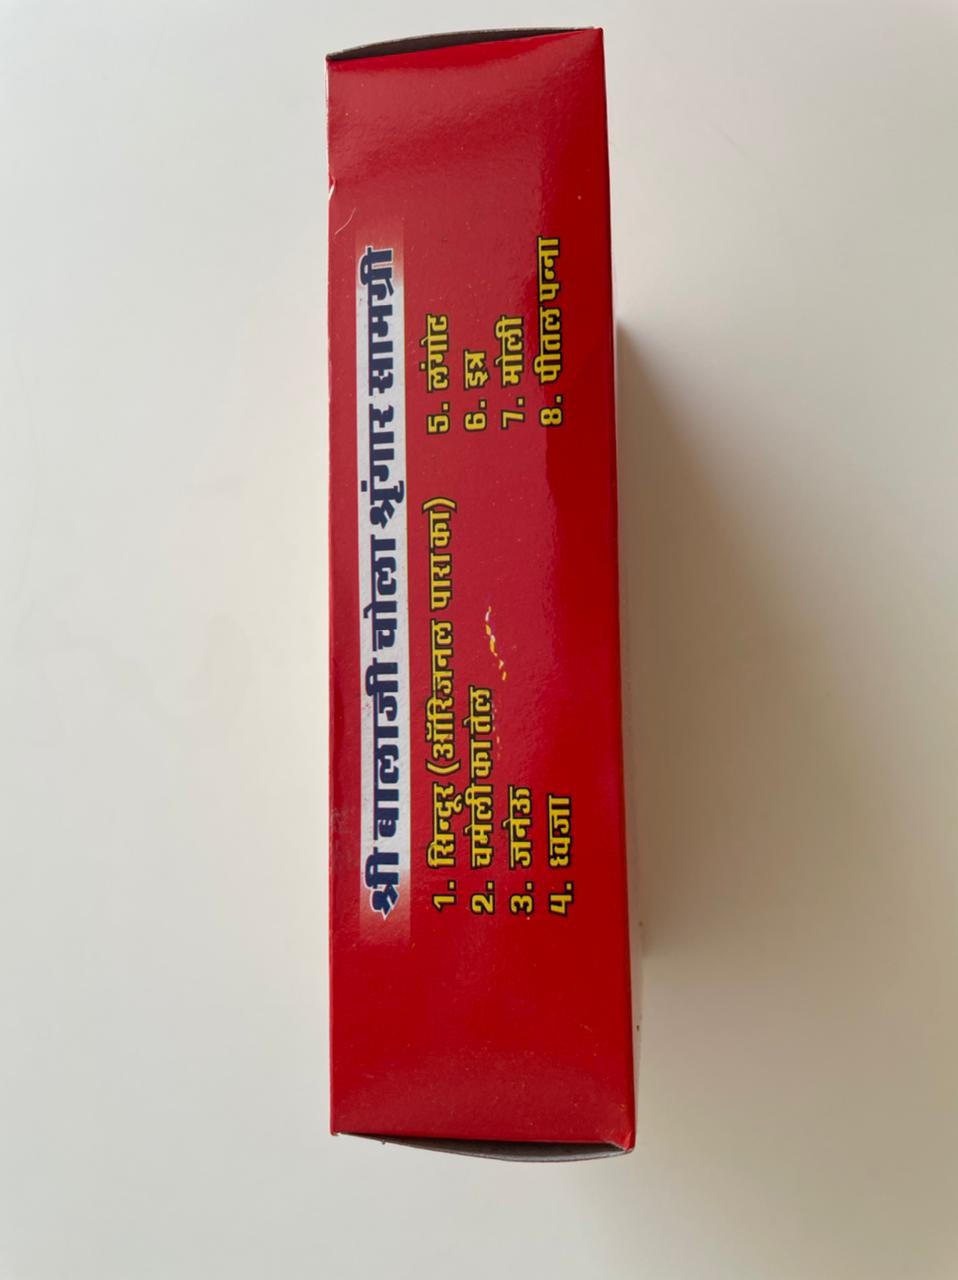 श्री बालाजी चोला श्रृंगार सामग्री
1. सिन्दूर (ऑरिजनल पारा का)
2. चमेली का तेल
3. जनेऊ
4. ध्वजा
5. लंगोट
6. इत्र
7. मोली
8. पीतल पन्ना